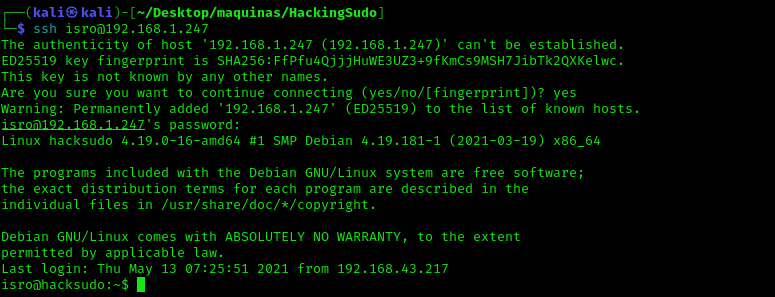 ┌──(kali㉿kali)-[~/Desktop/maquinas/HackingSudo]
└─$ ssh isro@192.168.1.247
The authenticity of host '192.168.1.247 (192.168.1.247)' can't be established.
ED25519 key fingerprint is SHA256:FfPfu4QjjjHuWE3UZ3+9fKmCs9MSH7JibTk2QXKelwc.
This key is not known by any other names.
Are you sure you want to continue connecting (yes/no/[fingerprint])? yes
Warning: Permanently added '192.168.1.247' (ED25519) to the list of known hosts.
isro@192.168.1.247's password:
Linux hacksudo 4.19.0-16-amd64 #1 SMP Debian 4.19.181-1 (2021-03-19) x86_64

The programs included with the Debian GNU/Linux system are free software;
the exact distribution terms for each program are described in the
individual files in /usr/share/doc/*/copyright.

Debian GNU/Linux comes with ABSOLUTELY NO WARRANTY, to the extent
permitted by applicable law.
Last login: Thu May 13 07:25:51 2021 from 192.168.43.217
isro@hacksudo:~$